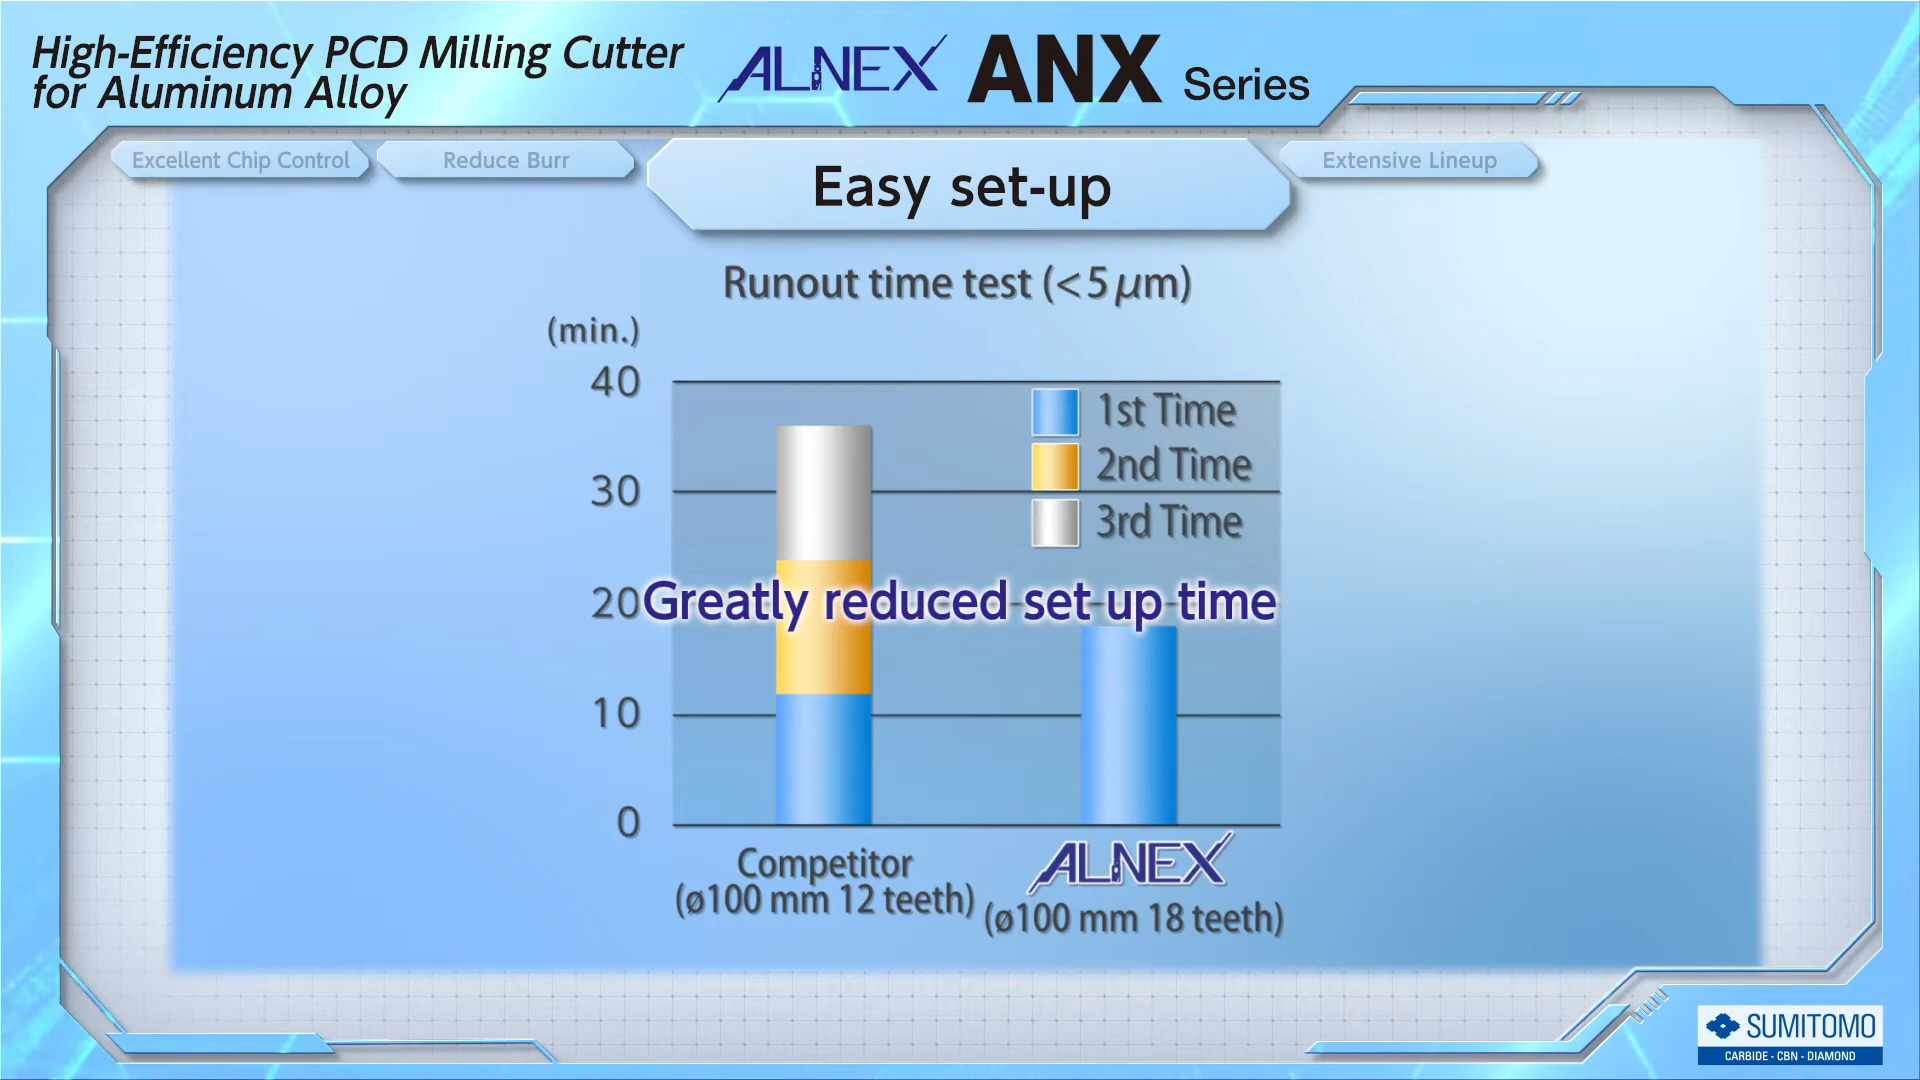 High-Efficiency PCD Milling Cutter
for Aluminum Alloy
ALNEX ANX Series
Excellent Chip Control
Reduce Burr
Easy set-up
Extensive Lineup
Runout time test (<5μm)
(min.)
40
30
20
10
0
1st Time
2nd Time
3rd Time
Greatly reduced set up time
Competitor
(ø100 mm 12 teeth)
ALNEX
(ø100 mm 18 teeth)
SUMITOMO
CARBIDE - CBN - DIAMOND